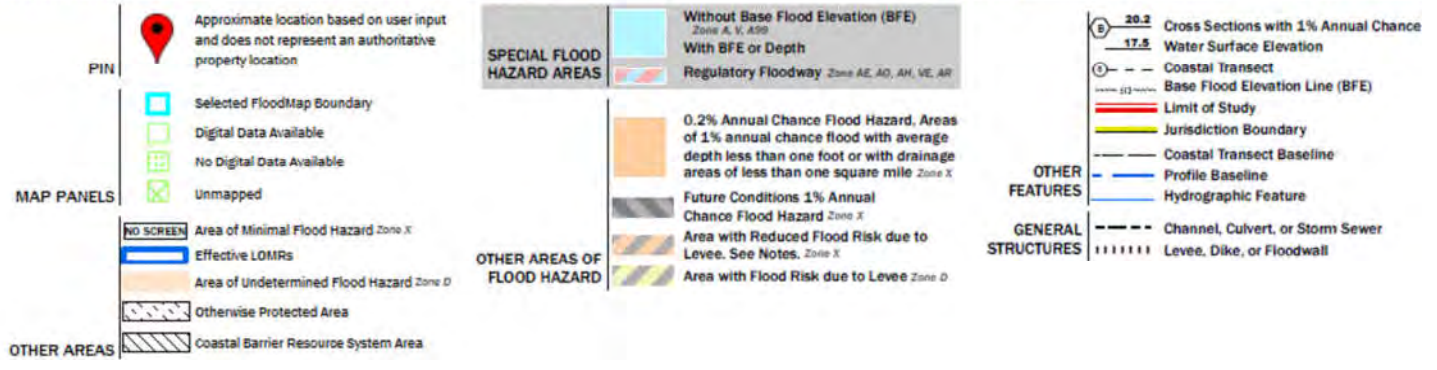 Approximate location based on user input
and does not represent an authoritative
property location
PIN
Selected FloodMap Boundary
Digital Data Available
No Digital Data Available
Unmapped
MAP PANELS
NO SCREEN Area of Minimal Flood Hazard Zone X
Effective LOMRs
Area of Undetermined Flood Hazard Zone D
Otherwise Protected Area
Coastal Barrier Resource System Area
OTHER AREAS
Without Base Flood Elevation (BFE)
Zone A, V, A99
With BFE or Depth
Regulatory Floodway Zone AE, AO, AH, VE, AR
SPECIAL FLOOD
HAZARD AREAS
0.2% Annual Chance Flood Hazard, Areas
of 1% annual chance flood with average
depth less than one foot or with drainage
areas of less than one square mile Zone X
Future Conditions 1% Annual
Chance Flood Hazard Zone X
Area with Reduced Flood Risk due to
Levee. See Notes. Zone X
Area with Flood Risk due to Levee Zone D
OTHER AREAS OF
FLOOD HAZARD
B 20.2 Cross Sections with 1% Annual Chance
17.5 Water Surface Elevation
8 Coastal Transect
513 Base Flood Elevation Line (BFE)
Limit of Study
Jurisdiction Boundary
Coastal Transect Baseline
Profile Baseline
Hydrographic Feature
OTHER
FEATURES
Channel, Culvert, or Storm Sewer
Levee, Dike, or Floodwall
GENERAL
STRUCTURES